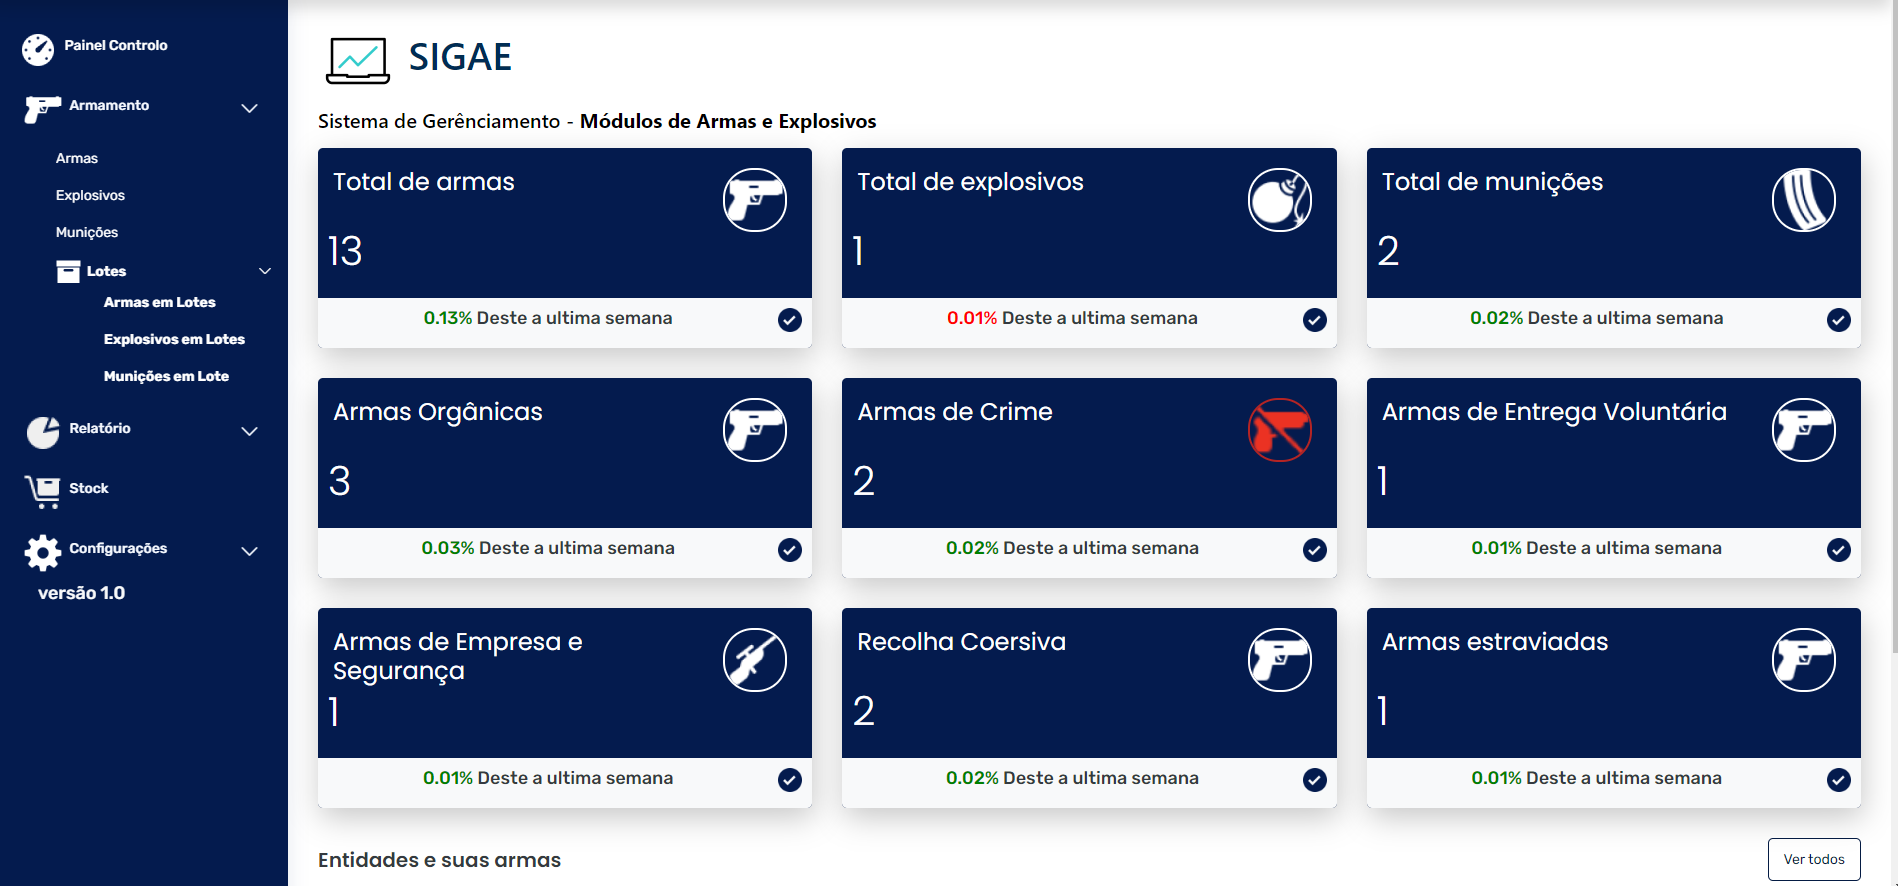 Painel Controlo
Armamento
Armas
Explosivos
Munições
Lotes
Armas em Lotes
Explosivos em Lotes
Munições em Lote
Relatório
Stock
Configurações
versão 1.0
SIGAE
Sistema de Gerênciamento - Módulos de Armas e Explosivos
Total de armas
13
0.13% Deste a ultima semana
Total de explosivos
1
0.01% Deste a ultima semana
Total de munições
2
0.02% Deste a ultima semana
Armas Orgânicas
3
0.03% Deste a ultima semana
Armas de Crime
2
0.02% Deste a ultima semana
Armas de Entrega Voluntária
1
0.01% Deste a ultima semana
Armas de Empresa e
Segurança
1
0.01% Deste a ultima semana
Recolha Coersiva
2
0.02% Deste a ultima semana
Armas estraviadas
1
0.01% Deste a ultima semana
Entidades e suas armas
Ver todos